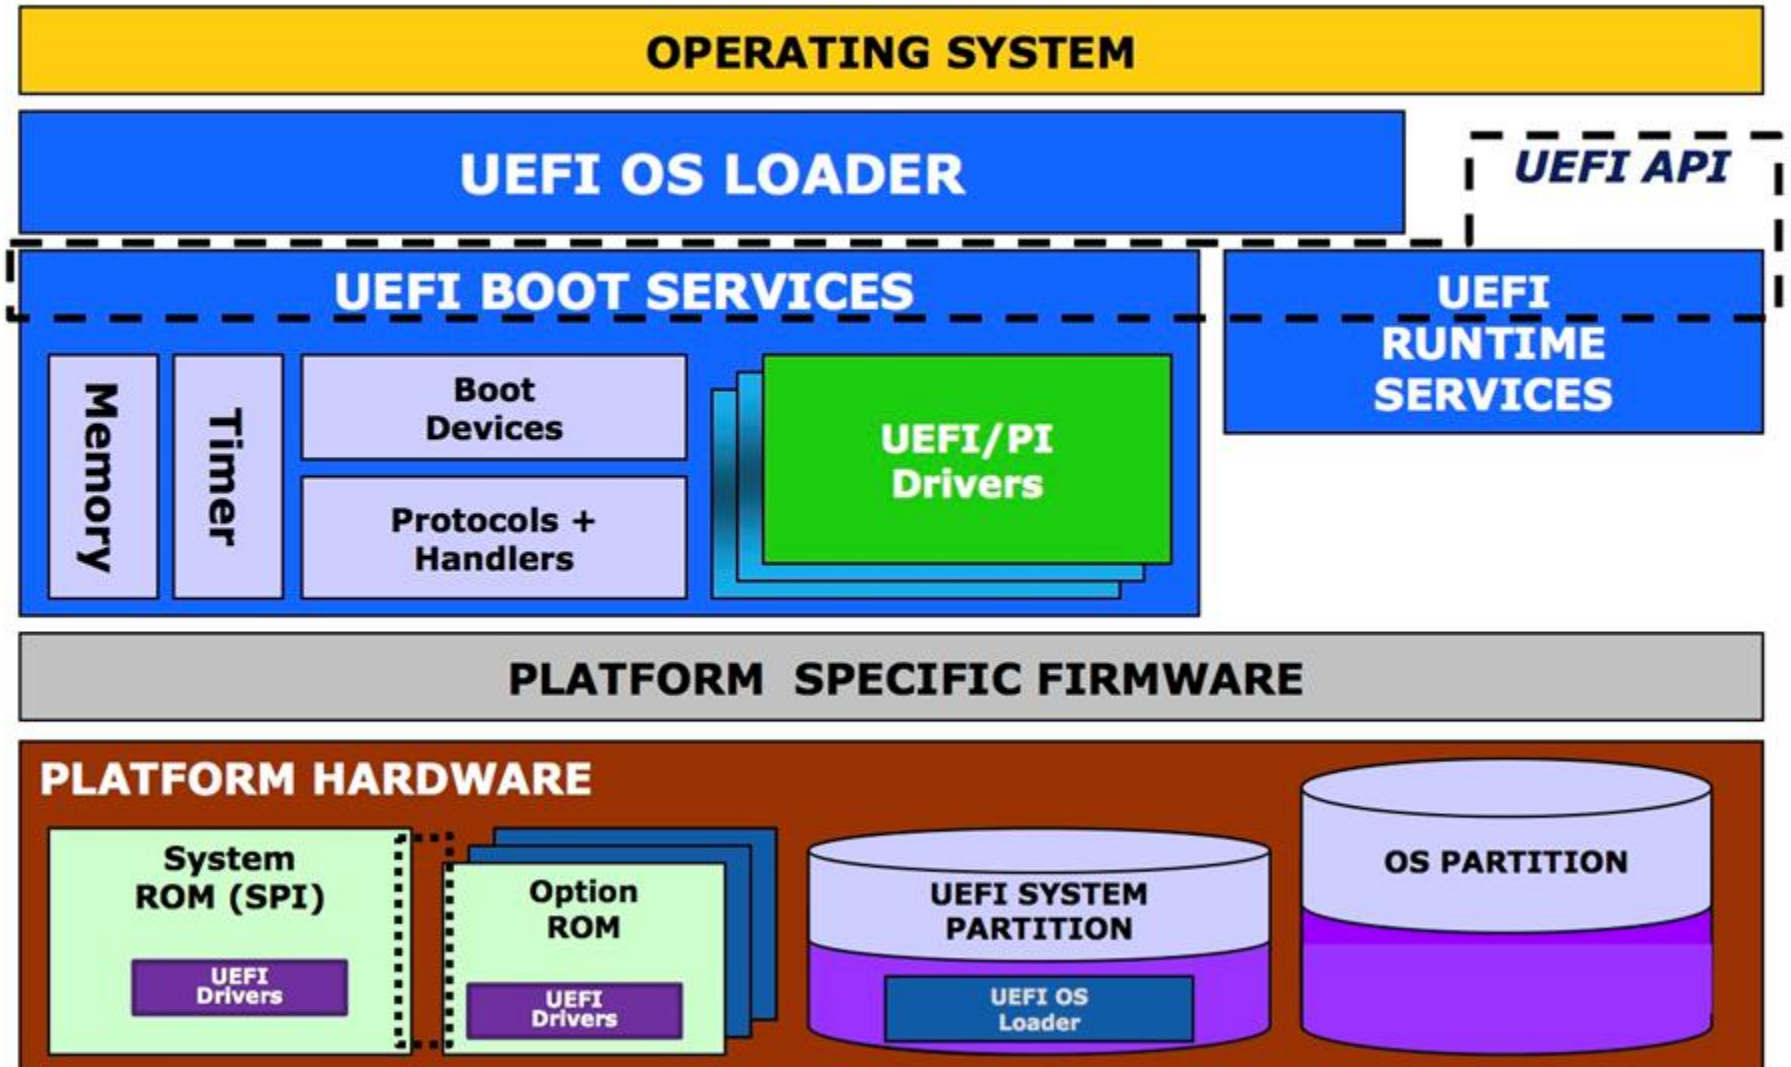 OPERATING SYSTEM
UEFI OS LOADER
UEFI API
UEFI BOOT SERVICES
UEFI
RUNTIME
SERVICES
Memory
Timer
Boot
Devices
Protocols +
Handlers
UEFI/PI
Drivers
PLATFORM SPECIFIC FIRMWARE
PLATFORM HARDWARE
System
ROM (SPI)
UEFI
Drivers
Option
ROM
UEFI
Drivers
UEFI SYSTEM
PARTITION
UEFI OS
Loader
OS PARTITION